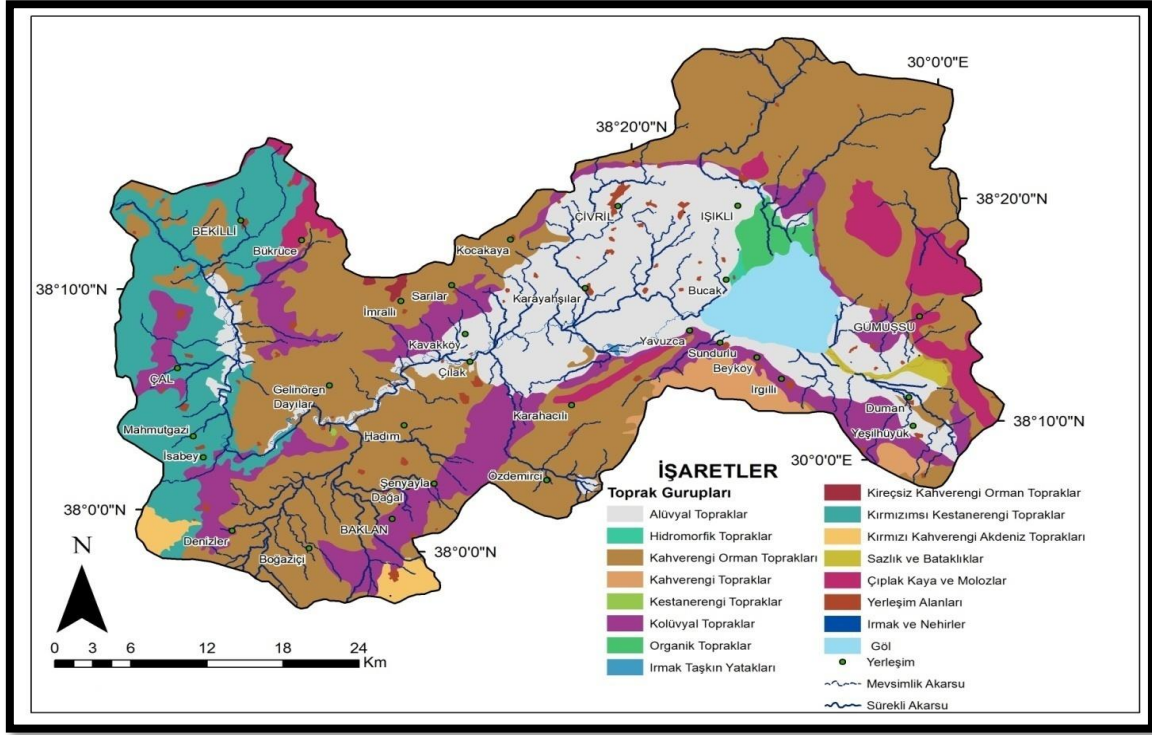 30°0'0"E
38°20'0"N
38°20'0"N
ÇİVRİL
IŞIKLI
BEKİLLİ
Bükrüce
Kocakaya
38°10'0"N
Sarılar
İmrallı
Karayahşılar
Bucak
GÜMÜŞSU
Kavakköy
Yavuzca
Sundurlu
Çılak
Beyköy
ÇAL
Irgıllı
Gelinören
Dayılar
Duman
Karahacılı
38°10'0"N
Mahmutgazi
Hadım
Yeşilhüyük
İsabey
30°0'0"E
Özdemirci
Şenyayla
Dağal
38°0'0"N
BAKLAN
Denizler
Boğaziçi
38°0'0"N
N
0 3 6 12 18 24
Km
İŞARETLER
Toprak Gurupları
Alüvyal Topraklar
Hidromorfik Topraklar
Kahverengi Orman Toprakları
Kahverengi Topraklar
Kestanerengi Topraklar
Kolüvyal Topraklar
Organik Topraklar
Irmak Taşkın Yatakları
Kireçsiz Kahverengi Orman Toprakları
Kırmızımsı Kestanerengi Topraklar
Kırmızı Kahverengi Akdeniz Toprakları
Sazlık ve Bataklıklar
Çıplak Kaya ve Molozlar
Yerleşim Alanları
Irmak ve Nehirler
Göl
Yerleşim
Mevsimlik Akarsu
Sürekli Akarsu